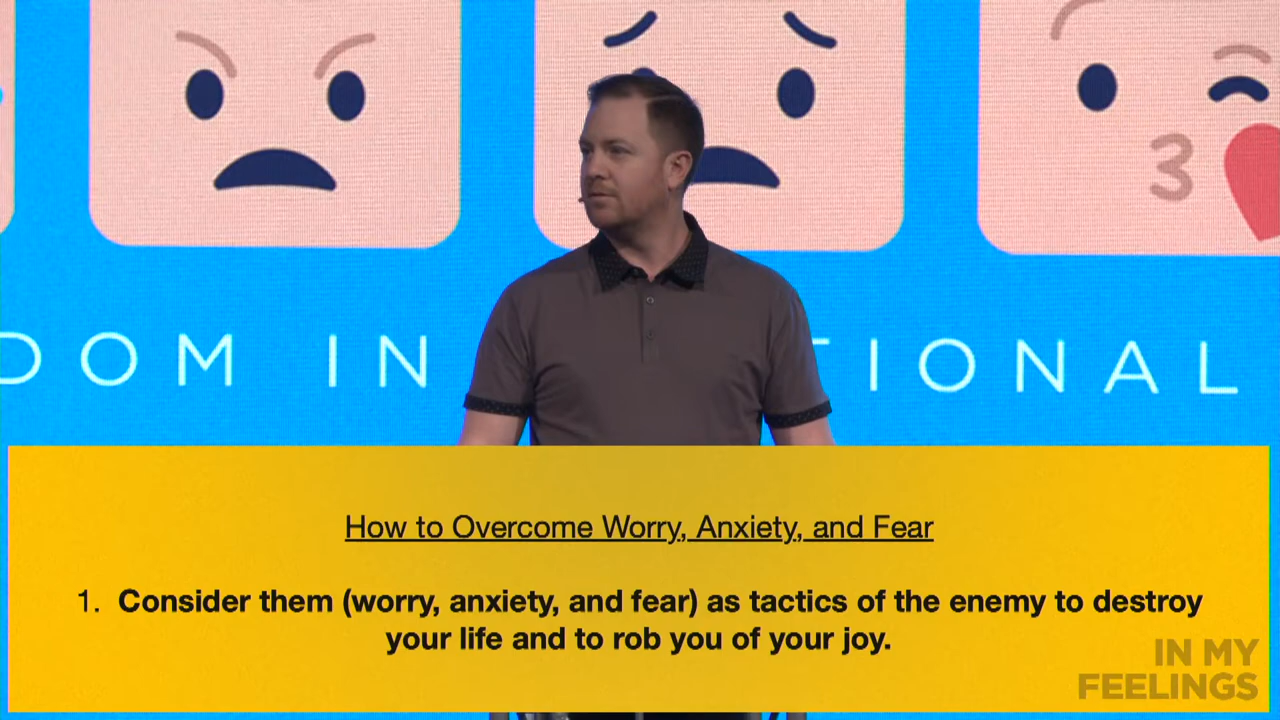 DOM IN TIONAL
How to Overcome Worry, Anxiety, and Fear
1. Consider them (worry, anxiety, and fear) as tactics of the enemy to destroy
your life and to rob you of your joy.
IN MY
FEELINGS